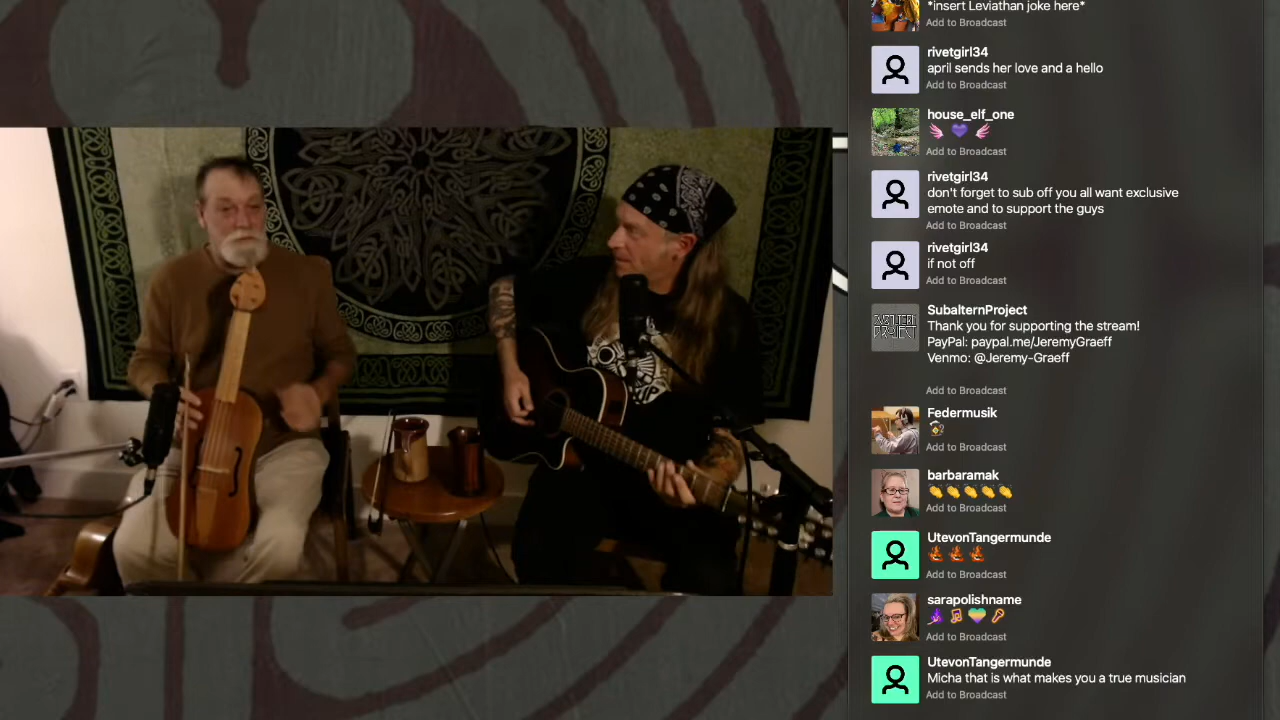 *insert Leviathan joke here*
Add to Broadcast
rivetgirl34
april sends her love and a hello
Add to Broadcast
house_elf_one
Add to Broadcast
rivetgirl34
don't forget to sub off you all want exclusive
emote and to support the guys
Add to Broadcast
rivetgirl34
if not off
Add to Broadcast
SUBALTERN
PROJECT
SubalternProject
Thank you for supporting the stream!
PayPal: paypal.me/JeremyGraeff
Venmo: @Jeremy-Graeff
Add to Broadcast
Federmusik
Add to Broadcast
barbaramak
👏👏👏👏👏
Add to Broadcast
UtevonTangermunde
Add to Broadcast
sarapolishname
Add to Broadcast
UtevonTangermunde
Micha that is what makes you a true musician
Add to Broadcast